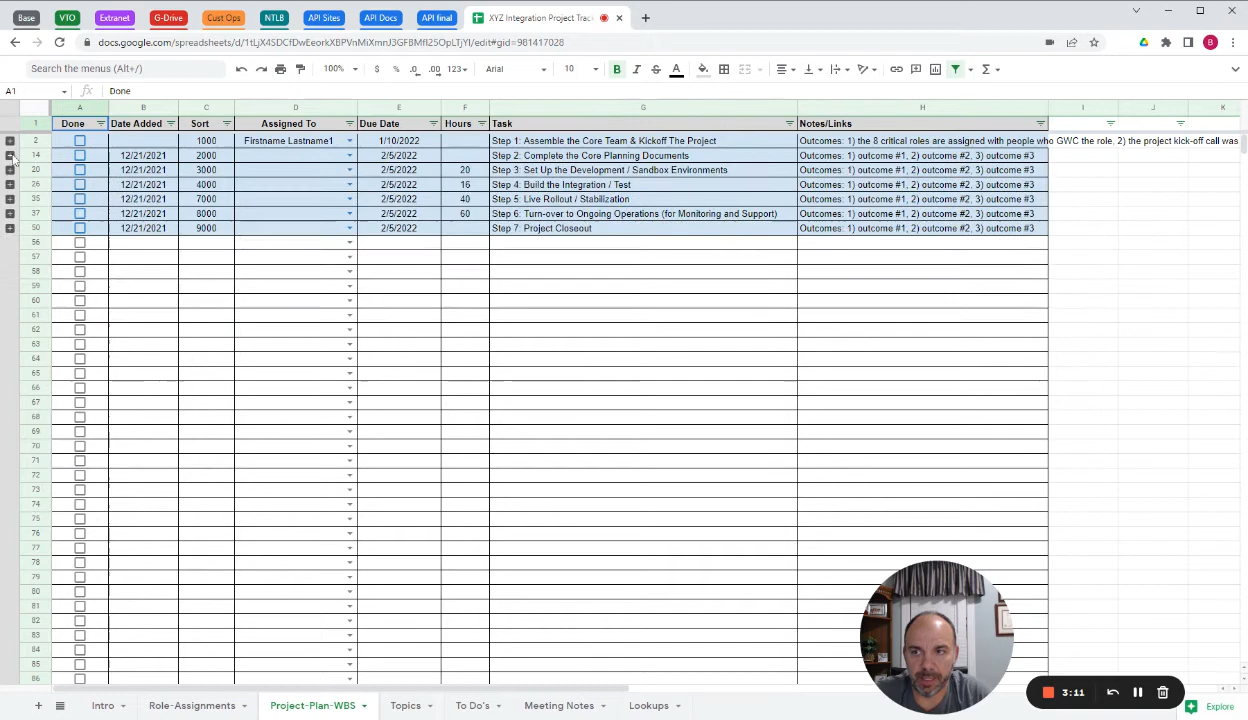 Base VTO Extranet G-Drive Cust Ops NTLB API Sites API Docs API final XYZ Integration Project Trac
docs.google.com/spreadsheets/d/1tLjX4SDCfDwEeorkXBPVnMiXmnJ3GFBMfI25OpLTjYI/edit#gid=981417028 B
Search the menus (Alt+/) 100% $ % .0 .00 123 Arial 10 B I S A Σ
A1 fx Done
A B C D E F G H I J K
1 Done Date Added Sort Assigned To Due Date Hours Task Notes/Links
2 1000 Firstname Lastname1 1/10/2022 Step 1: Assemble the Core Team & Kickoff The Project Outcomes: 1) the 8 critical roles are assigned with people who GWC the role, 2) the project kick-off call was
14 12/21/2021 2000 2/5/2022 Step 2: Complete the Core Planning Documents Outcomes: 1) outcome #1, 2) outcome #2, 3) outcome #3
20 12/21/2021 3000 2/5/2022 20 Step 3: Set Up the Development / Sandbox Environments Outcomes: 1) outcome #1, 2) outcome #2, 3) outcome #3
26 12/21/2021 4000 2/5/2022 16 Step 4: Build the Integration / Test Outcomes: 1) outcome #1, 2) outcome #2, 3) outcome #3
35 12/21/2021 7000 2/5/2022 40 Step 5: Live Rollout / Stabilization Outcomes: 1) outcome #1, 2) outcome #2, 3) outcome #3
37 12/21/2021 8000 2/5/2022 60 Step 6: Turn-over to Ongoing Operations (for Monitoring and Support) Outcomes: 1) outcome #1, 2) outcome #2, 3) outcome #3
50 12/21/2021 9000 2/5/2022 Step 7: Project Closeout Outcomes: 1) outcome #1, 2) outcome #2, 3) outcome #3
56
57
58
59
60
61
62
63
64
65
66
67
68
69
70
71
72
73
74
75
76
77
78
79
80
81
82
83
84
85
86
3:11
Intro Role-Assignments Project-Plan-WBS Topics To Do's Meeting Notes Lookups Explore